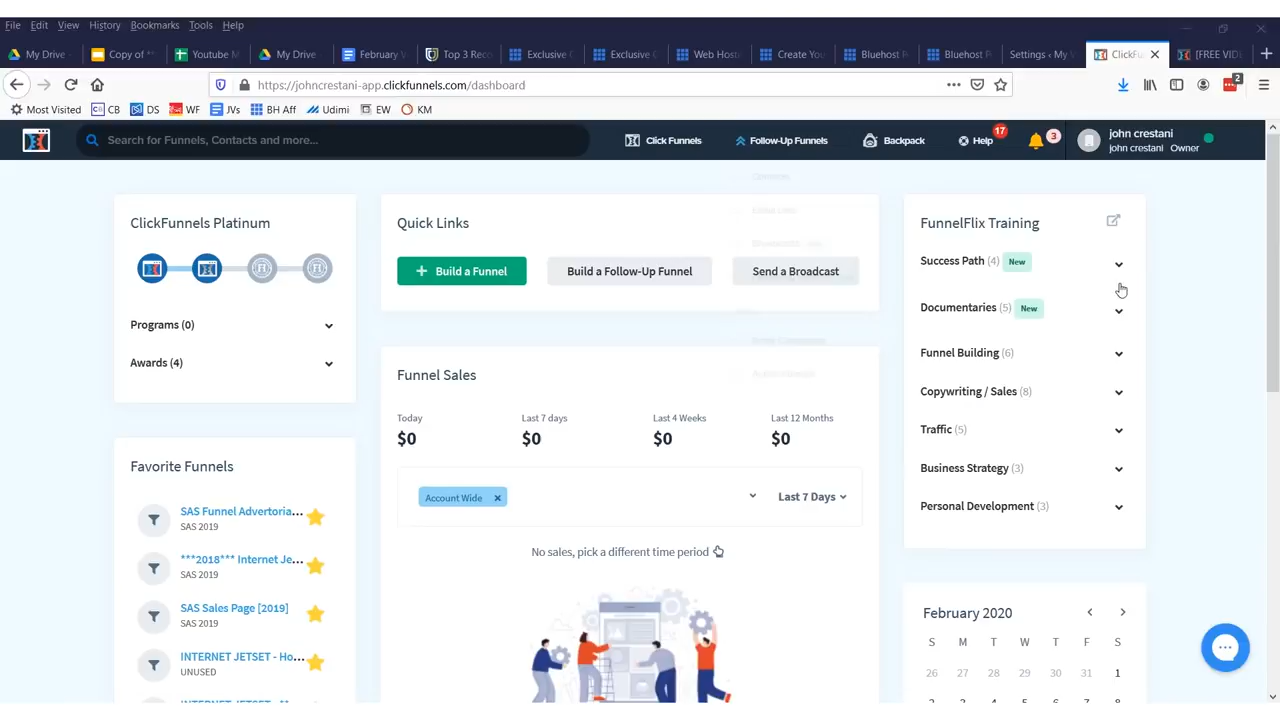 File Edit View History Bookmarks Tools Help
My Drive - Copy of ** Youtube M My Drive - February Top 3 Reco Exclusive Exclusive Web Host Create You Bluehost Bluehost Settings ‹ My ClickFu [FREE VID
https://johncrestani-app.clickfunnels.com/dashboard
2
Most Visited CB DS WF JVs BH Aff Udimi EW KM
Search for Funnels, Contacts and more...
Click Funnels
Follow-Up Funnels
Backpack
Help 17
3
john crestani
john crestani Owner
ClickFunnels Platinum
Programs (0)
Awards (4)
Favorite Funnels
SAS Funnel Advertoria...
SAS 2019
***2018*** Internet Je...
SAS 2019
SAS Sales Page [2019]
SAS 2019
INTERNET JETSET - Ho...
UNUSED
Quick Links
+ Build a Funnel
Build a Follow-Up Funnel
Send a Broadcast
Funnel Sales
Today Last 7 days Last 4 Weeks Last 12 Months
$0 $0 $0 $0
Account Wide ×
Last 7 Days
No sales, pick a different time period
FunnelFlix Training
Success Path (4) New
Documentaries (5) New
Funnel Building (6)
Copywriting / Sales (8)
Traffic (5)
Business Strategy (3)
Personal Development (3)
February 2020
S M T W T F S
26 27 28 29 30 31 1